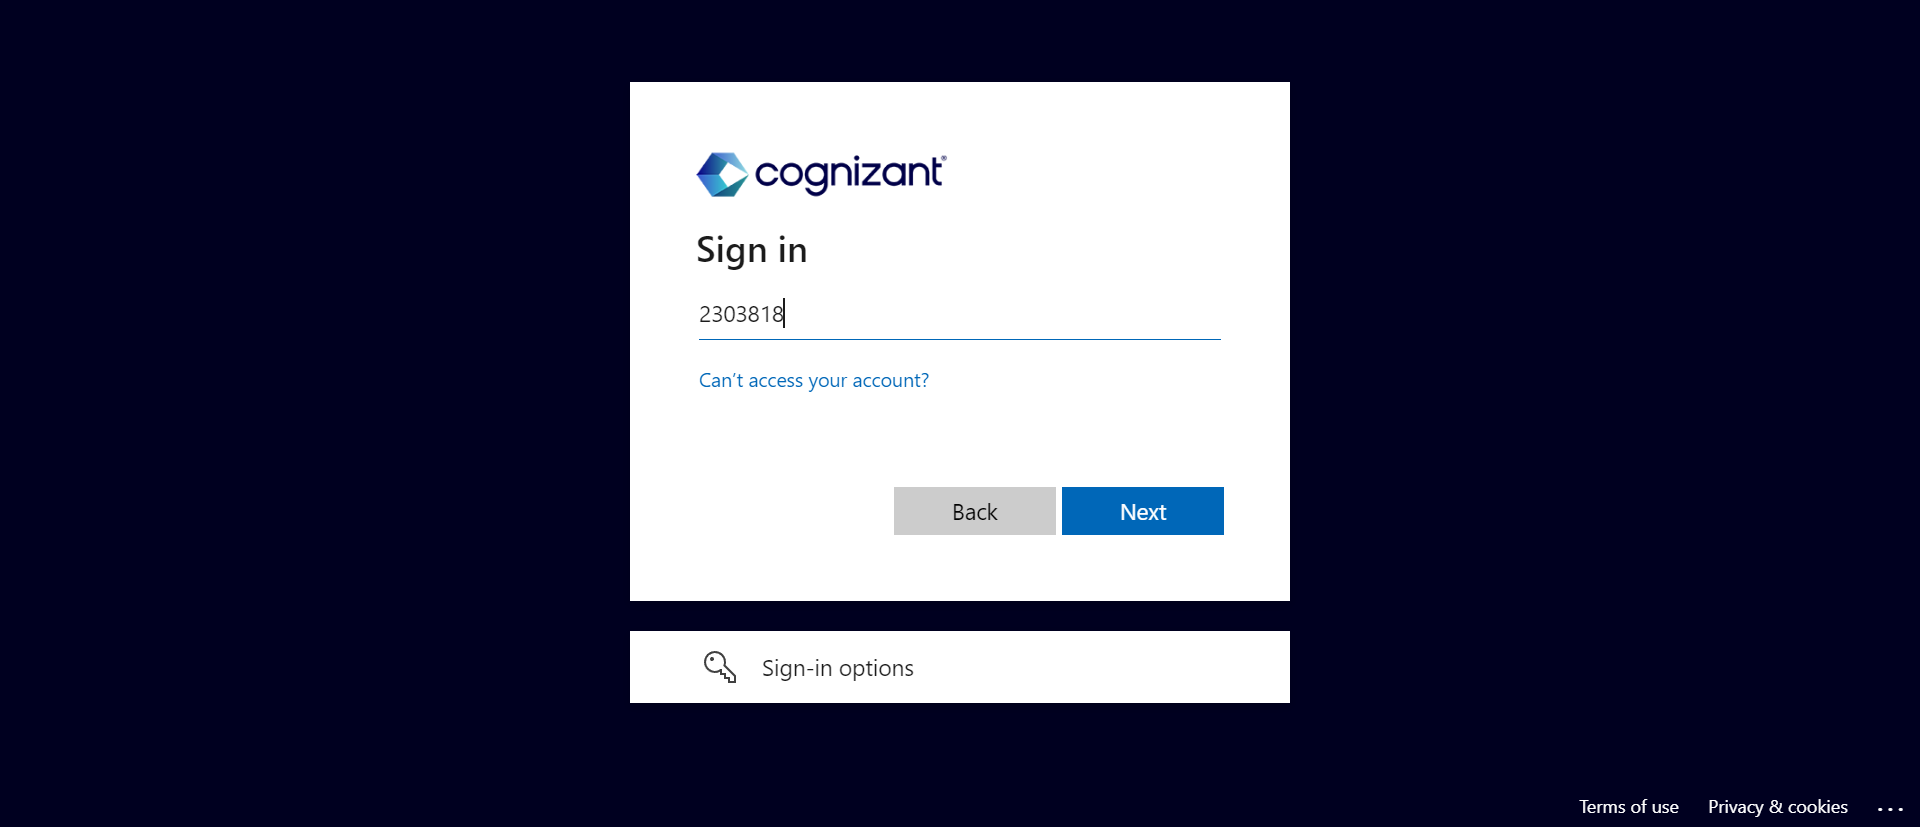 cognizant®
Sign in
2303818
Can't access your account?
Back
Next
Sign-in options
Terms of use
Privacy & cookies
...